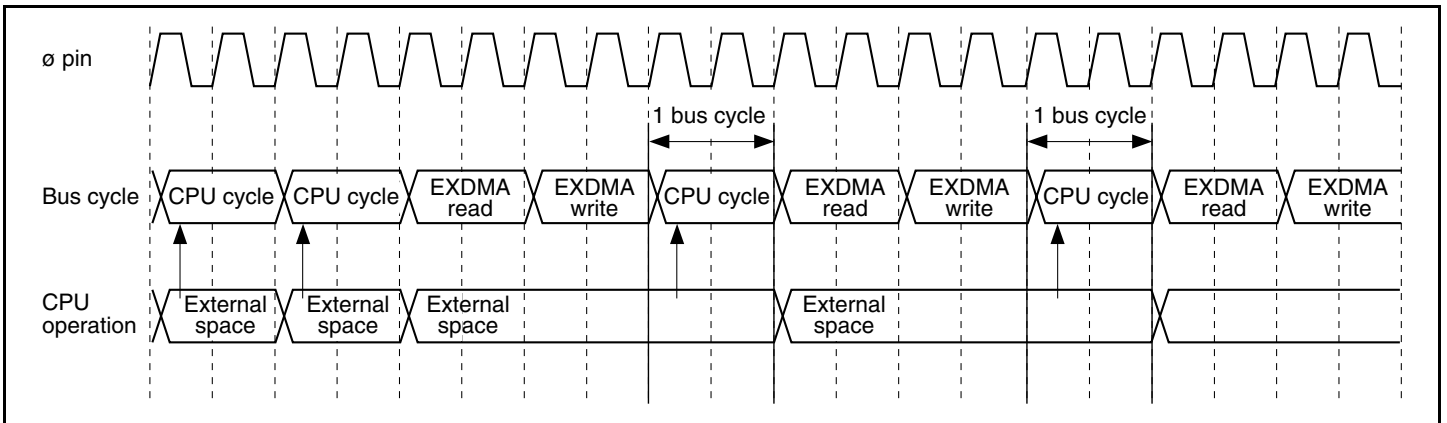 ø pin
1 bus cycle 1 bus cycle
Bus cycle CPU cycle CPU cycle EXDMA read EXDMA write CPU cycle EXDMA read EXDMA write CPU cycle EXDMA read EXDMA write
CPU operation External space External space External space External space